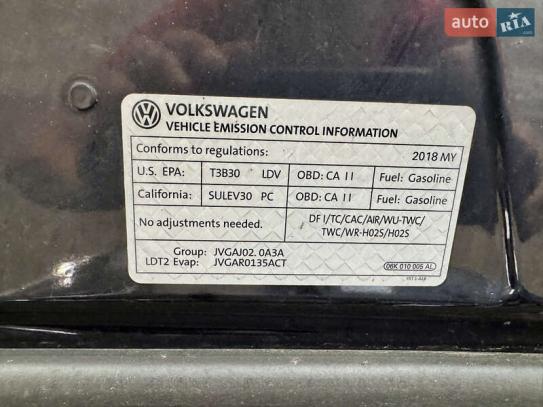 auto RIA
VOLKSWAGEN
VEHICLE EMISSION CONTROL INFORMATION
Conforms to regulations: 2018 MY
U.S. EPA: T3B30 LDV OBD: CA II Fuel: Gasoline
California: SULEV30 PC OBD: CA II Fuel: Gasoline
No adjustments needed. DFI/TC/CAC/AIR/WU-TWC/
TWC/WR-HO2S/HO2S
Group: JVGAJ02.0A3A
LDT2 Evap: JVGAR0135ACT
06K 010 005 AL